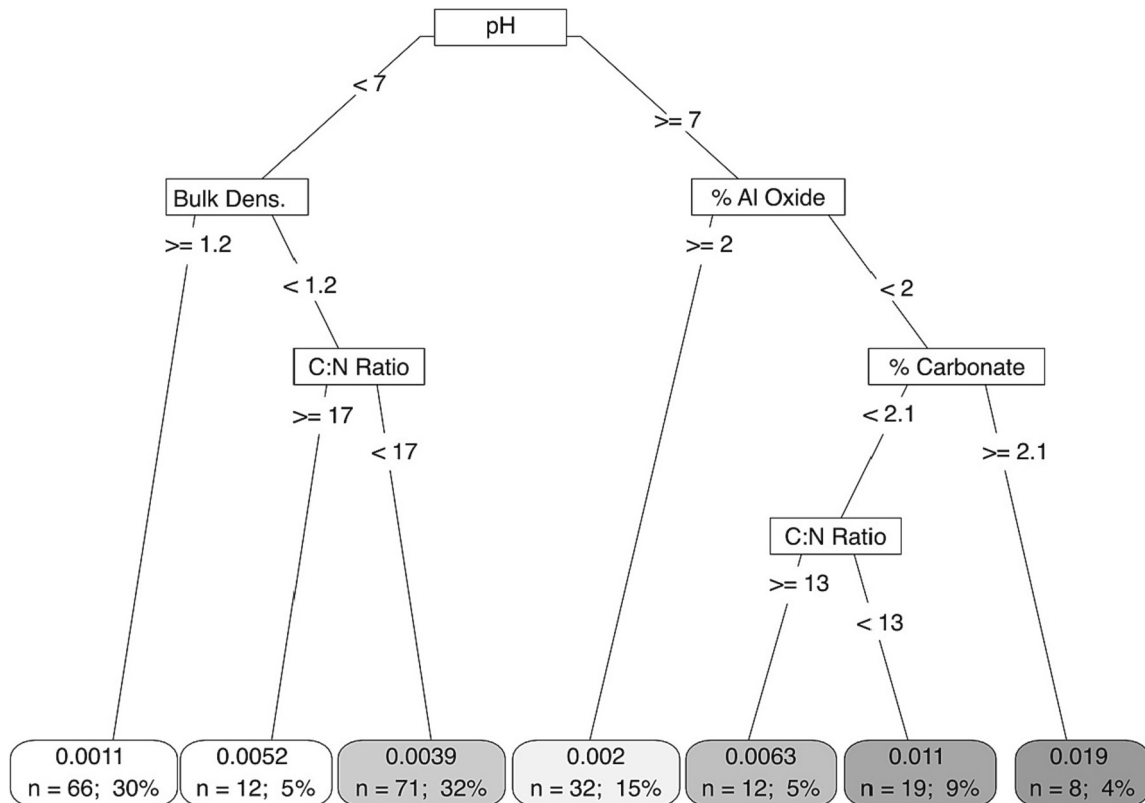 pH
< 7
>= 7
Bulk Dens.
% Al Oxide
>= 1.2
>= 2
< 1.2
< 2
C:N Ratio
% Carbonate
>= 17
< 2.1
< 17
>= 2.1
C:N Ratio
>= 13
< 13
0.0011
n = 66; 30%
0.0052
n = 12; 5%
0.0039
n = 71; 32%
0.002
n = 32; 15%
0.0063
n = 12; 5%
0.011
n = 19; 9%
0.019
n = 8; 4%